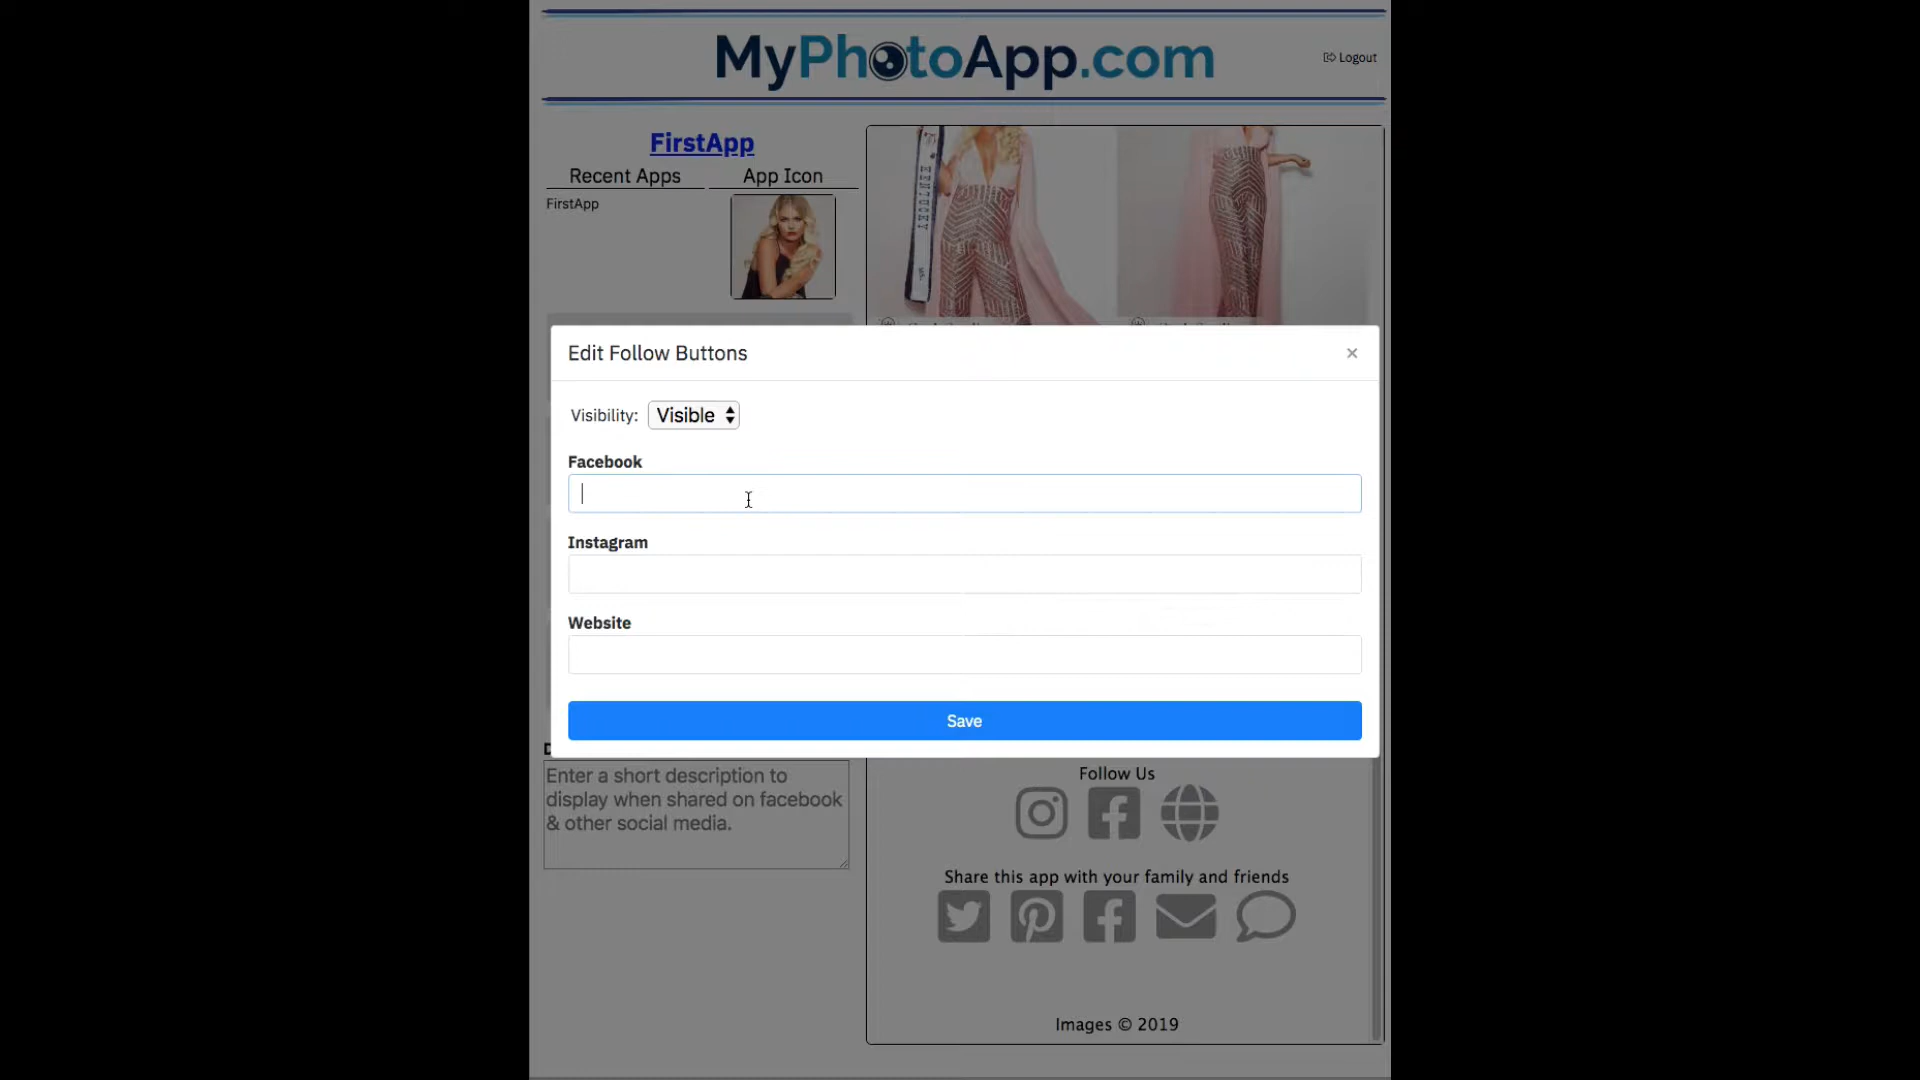 MyPhotoApp.com
Logout
FirstApp
Recent Apps
App Icon
FirstApp
KENTUCKY
Edit Follow Buttons
×
Visibility:
Visible
Facebook
Instagram
Website
Save
Enter a short description to
display when shared on facebook
& other social media.
Follow Us
Share this app with your family and friends
Images © 2019